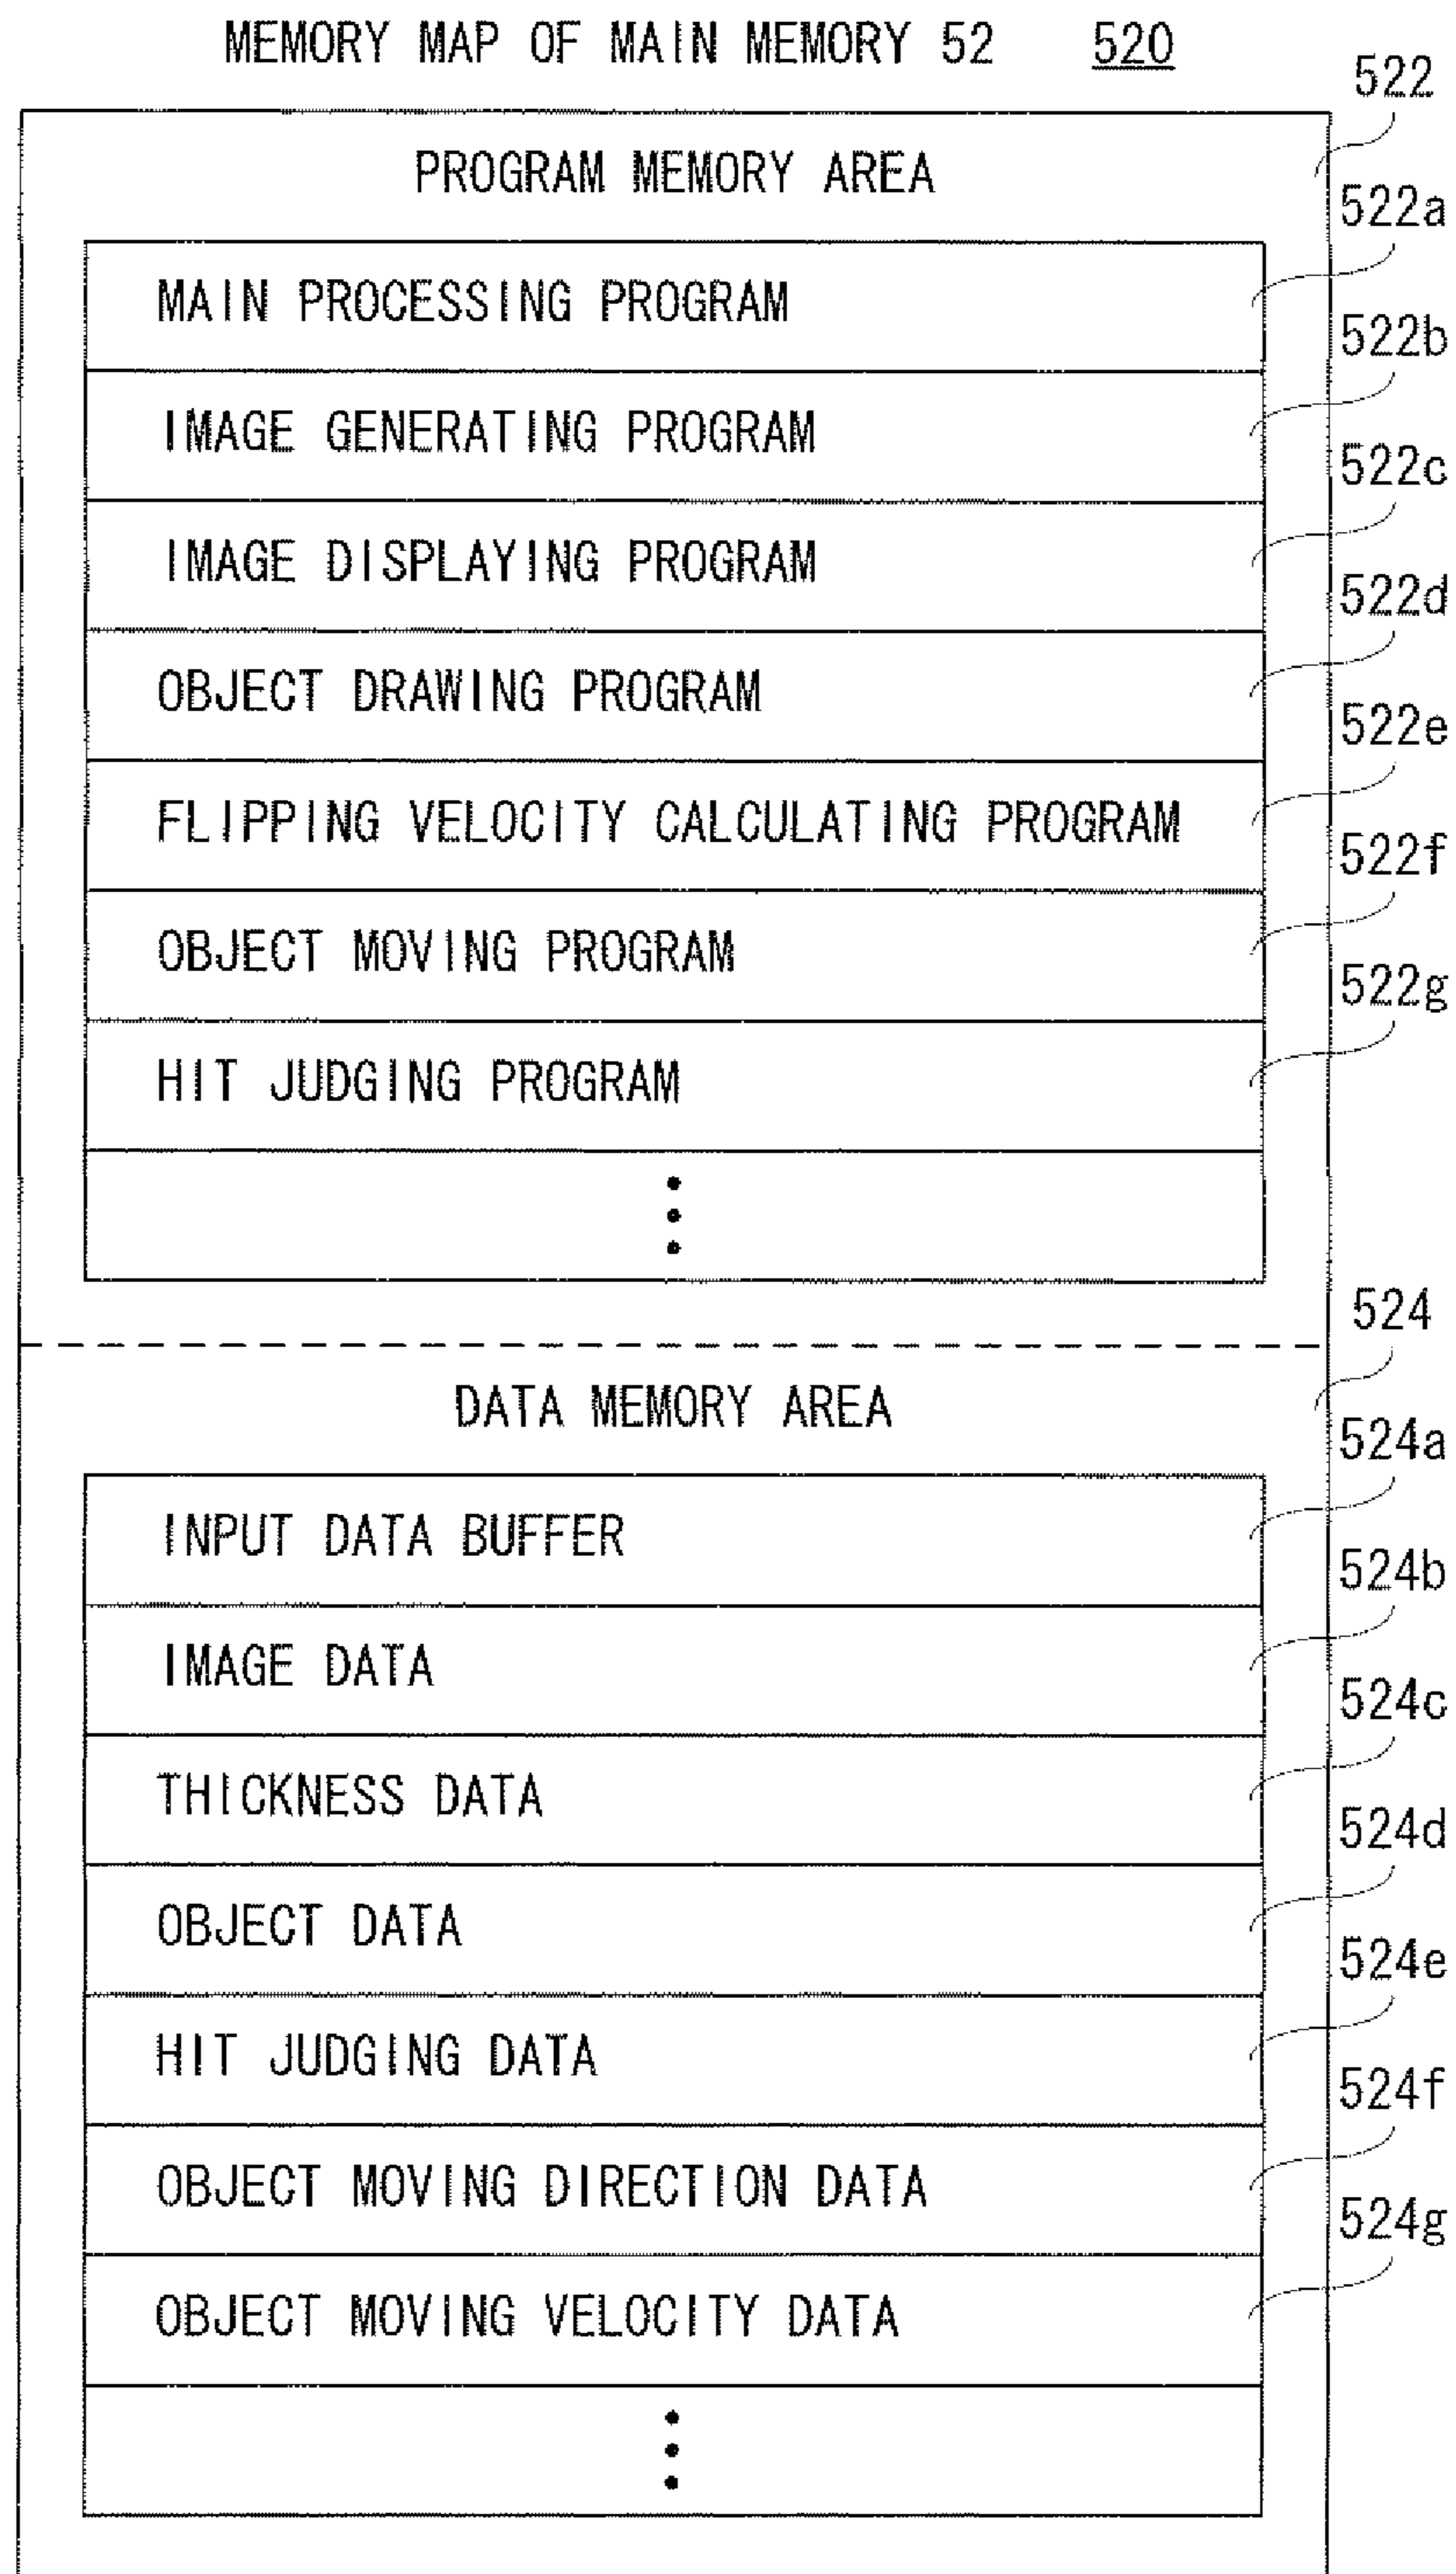 MEMORY MAP OF MAIN MEMORY 52 520
522
PROGRAM MEMORY AREA
522a
MAIN PROCESSING PROGRAM
522b
IMAGE GENERATING PROGRAM
522c
IMAGE DISPLAYING PROGRAM
522d
OBJECT DRAWING PROGRAM
522e
FLIPPING VELOCITY CALCULATING PROGRAM
522f
OBJECT MOVING PROGRAM
522g
HIT JUDGING PROGRAM
524
DATA MEMORY AREA
524a
INPUT DATA BUFFER
524b
IMAGE DATA
524c
THICKNESS DATA
524d
OBJECT DATA
524e
HIT JUDGING DATA
524f
OBJECT MOVING DIRECTION DATA
524g
OBJECT MOVING VELOCITY DATA